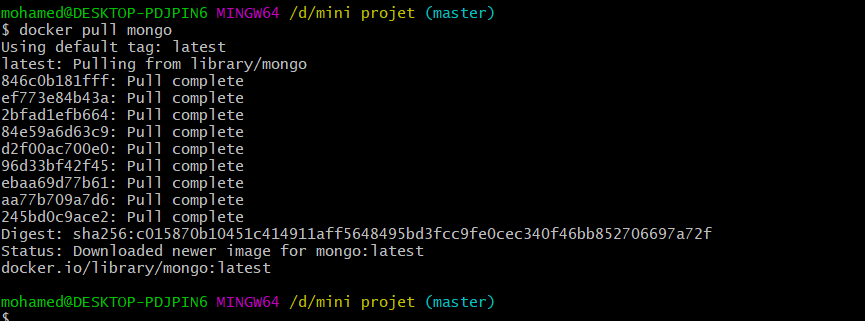 mohamed@DESKTOP-PDJPIN6 MINGW64 /d/mini projet (master)
$ docker pull mongo
Using default tag: latest
latest: Pulling from library/mongo
846c0b181fff: Pull complete
ef773e84b43a: Pull complete
2bfad1efb664: Pull complete
84e59a6d63c9: Pull complete
d2f00ac700e0: Pull complete
96d33bf42f45: Pull complete
ebaa69d77b61: Pull complete
aa77b709a7d6: Pull complete
245bd0c9ace2: Pull complete
Digest: sha256:c015870b10451c414911aff5648495bd3fcc9fe0cec340f46bb852706697a72f
Status: Downloaded newer image for mongo:latest
docker.io/library/mongo:latest
mohamed@DESKTOP-PDJPIN6 MINGW64 /d/mini projet (master)
$